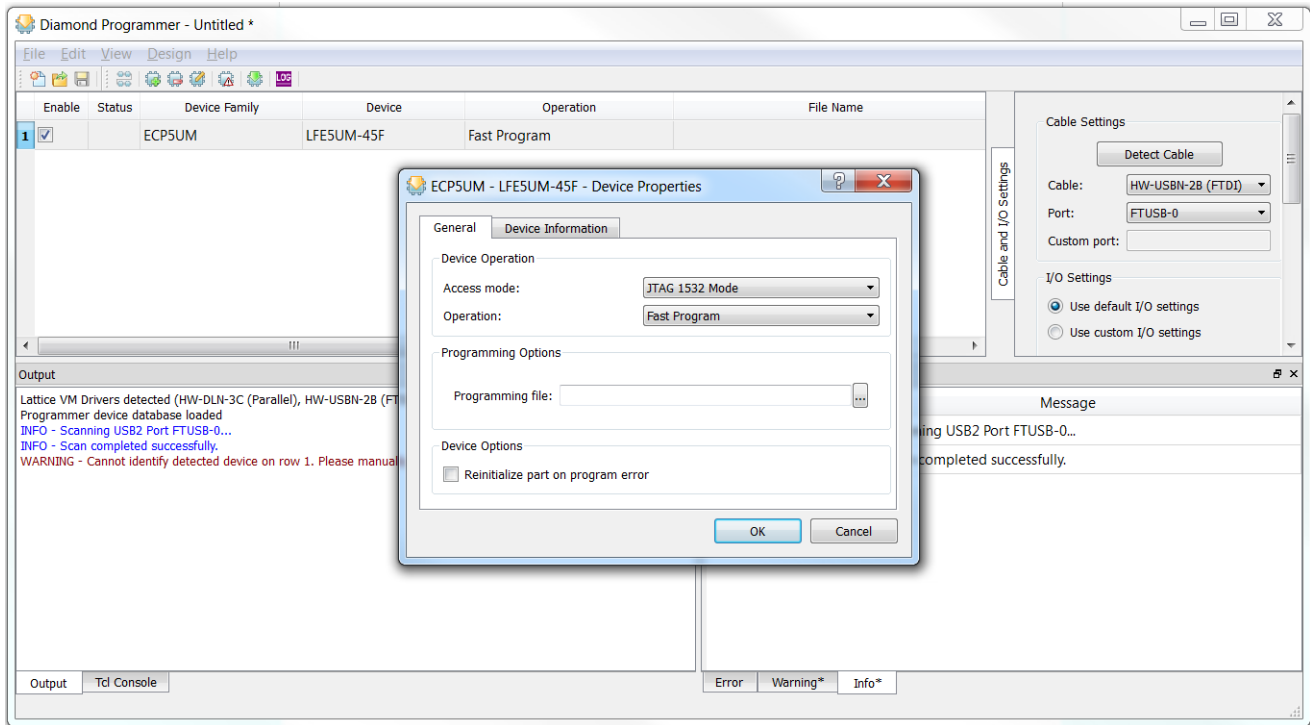 Diamond Programmer - Untitled *
File Edit View Design Help
LOG
Enable Status Device Family Device Operation File Name
1 ECP5UM LFE5UM-45F Fast Program
Cable and I/O Settings
Cable Settings
Detect Cable
Cable: HW-USBN-2B (FTDI)
Port: FTUSB-0
Custom port:
I/O Settings
Use default I/O settings
Use custom I/O settings
ECP5UM - LFE5UM-45F - Device Properties
General Device Information
Device Operation
Access mode: JTAG 1532 Mode
Operation: Fast Program
Programming Options
Programming file: ...
Device Options
Reinitialize part on program error
OK Cancel
Output
Lattice VM Drivers detected (HW-DLN-3C (Parallel), HW-USBN-2B (FT
Programmer device database loaded
INFO - Scanning USB2 Port FTUSB-0...
INFO - Scan completed successfully.
WARNING - Cannot identify detected device on row 1. Please manual
Message
ing USB2 Port FTUSB-0...
completed successfully.
Output Tcl Console
Error Warning* Info*